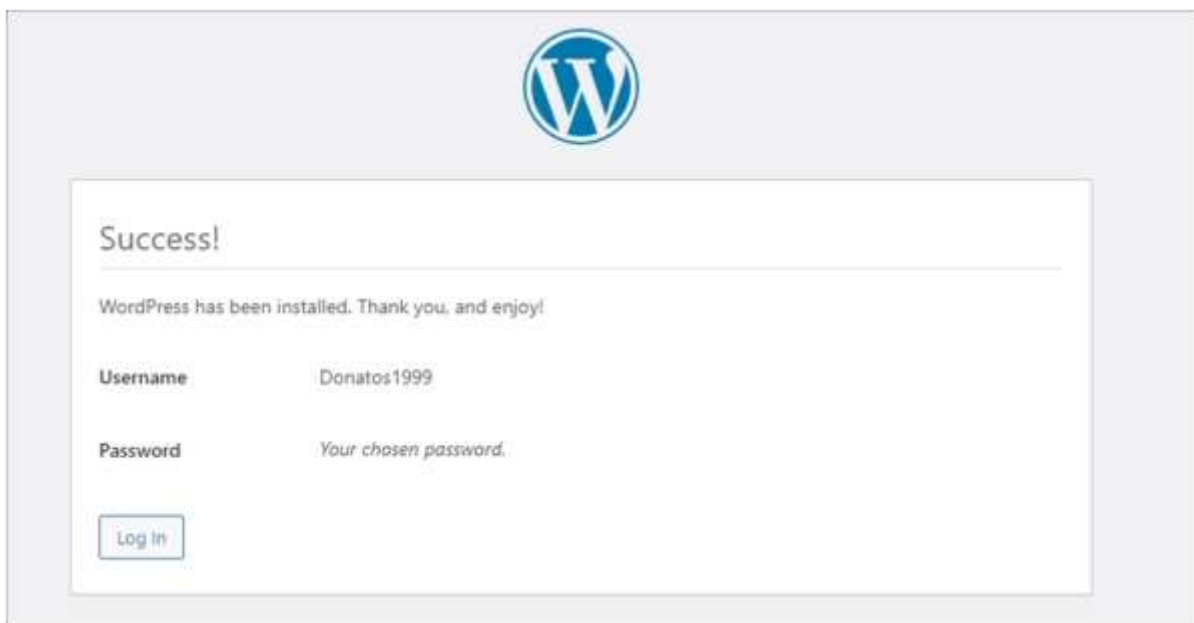 Success!
WordPress has been installed. Thank you, and enjoy!
Username Donatos1999
Password Your chosen password.
Log In